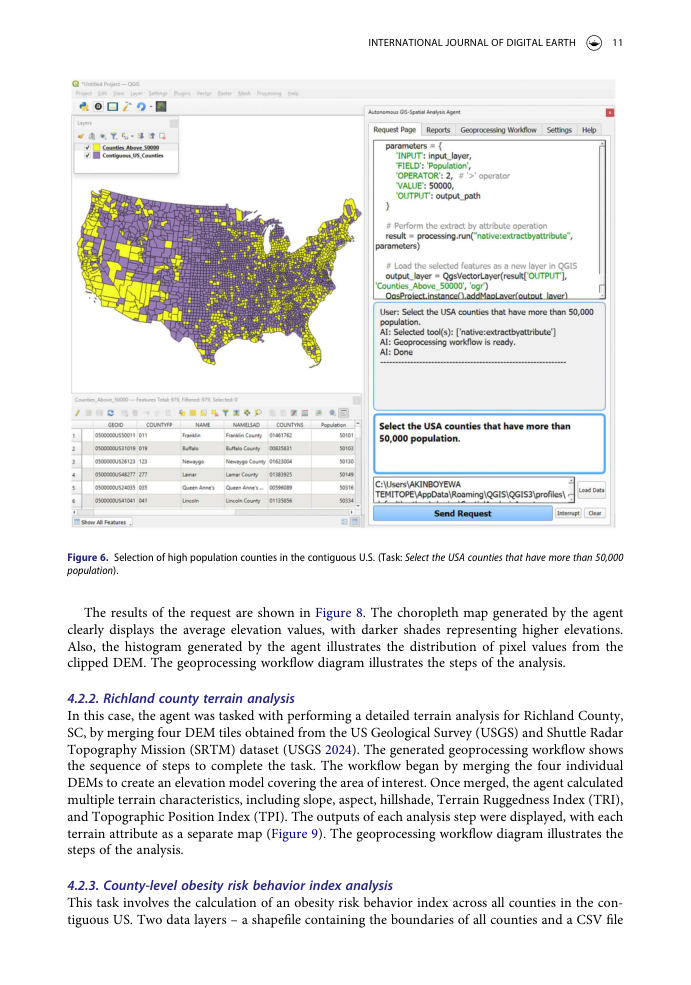 INTERNATIONAL JOURNAL OF DIGITAL EARTH 11
*Untitled Project — QGIS
Project Edit View Layer Settings Plugins Vector Raster Mesh Processing Help
Layers
Counties_Above_50000
Contiguous_US_Counties
Autonomous GIS-Spatial Analysis Agent
Request Page Reports Geoprocessing Workflow Settings Help
parameters = {
'INPUT': input_layer,
'FIELD': 'Population',
'OPERATOR': 2, # '>' operator
'VALUE': 50000,
'OUTPUT': output_path
}
# Perform the extract by attribute operation
result = processing.run("native:extractbyattribute",
parameters)
# Load the selected features as a new layer in QGIS
output_layer = QgsVectorLayer(result['OUTPUT'],
'Counties_Above_50000', 'ogr')
QgsProject.instance().addMapLayer(output_layer)
User: Select the USA counties that have more than 50,000
population.
AI: Selected tool(s): ['native:extractbyattribute']
AI: Geoprocessing workflow is ready.
AI: Done
------------------------------------------------------------
Select the USA counties that have more than
50,000 population.
C:\Users\AKINBOYEWA
TEMITOPE\AppData\Roaming\QGIS\QGIS3\profiles\
Load Data
Send Request Interrupt Clear
Counties_Above_50000 — Features Total: 979, Filtered: 979, Selected: 0
GEOID COUNTYFP NAME NAMELSAD COUNTYNS Population
1 0500000US50011 011 Franklin Franklin County 01461762 50101
2 0500000US31019 019 Buffalo Buffalo County 00835831 50103
3 0500000US26123 123 Newaygo Newaygo County 01623004 50130
4 0500000US48277 277 Lamar Lamar County 01383925 50149
5 0500000US24035 035 Queen Anne's Queen Anne's ... 00596089 50316
6 0500000US41041 041 Lincoln Lincoln County 01135856 50334
Show All Features
Figure 6. Selection of high population counties in the contiguous U.S. (Task: Select the USA counties that have more than 50,000
population).
The results of the request are shown in Figure 8. The choropleth map generated by the agent
clearly displays the average elevation values, with darker shades representing higher elevations.
Also, the histogram generated by the agent illustrates the distribution of pixel values from the
clipped DEM. The geoprocessing workflow diagram illustrates the steps of the analysis.
4.2.2. Richland county terrain analysis
In this case, the agent was tasked with performing a detailed terrain analysis for Richland County,
SC, by merging four DEM tiles obtained from the US Geological Survey (USGS) and Shuttle Radar
Topography Mission (SRTM) dataset (USGS 2024). The generated geoprocessing workflow shows
the sequence of steps to complete the task. The workflow began by merging the four individual
DEMs to create an elevation model covering the area of interest. Once merged, the agent calculated
multiple terrain characteristics, including slope, aspect, hillshade, Terrain Ruggedness Index (TRI),
and Topographic Position Index (TPI). The outputs of each analysis step were displayed, with each
terrain attribute as a separate map (Figure 9). The geoprocessing workflow diagram illustrates the
steps of the analysis.
4.2.3. County-level obesity risk behavior index analysis
This task involves the calculation of an obesity risk behavior index across all counties in the con-
tiguous US. Two data layers – a shapefile containing the boundaries of all counties and a CSV file